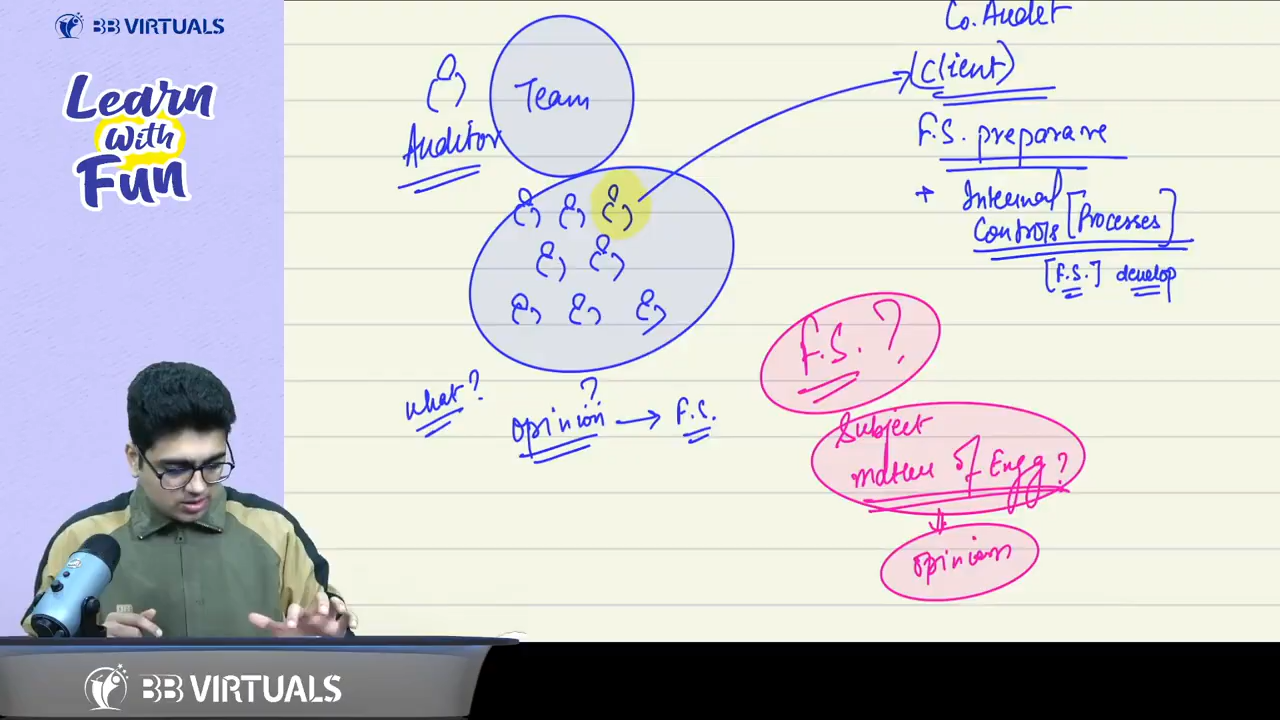 BB VIRTUALS
Learn
with
Fun
Team
Auditor
Co. Audit
(Client)
F.S. prepare
+ Internal
Controls [Processes]
[F.S.] develop
F.S. ?
what?
?
opinion → F.S.
Subject
matter of Engg?
opinion
BB VIRTUALS